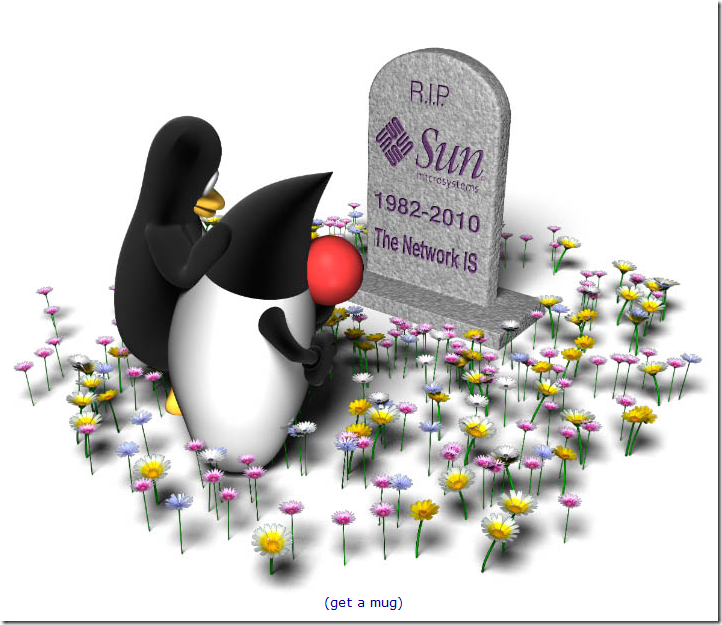 R.I.P.
Sun
microsystems
1982-2010
The Network IS
(get a mug)